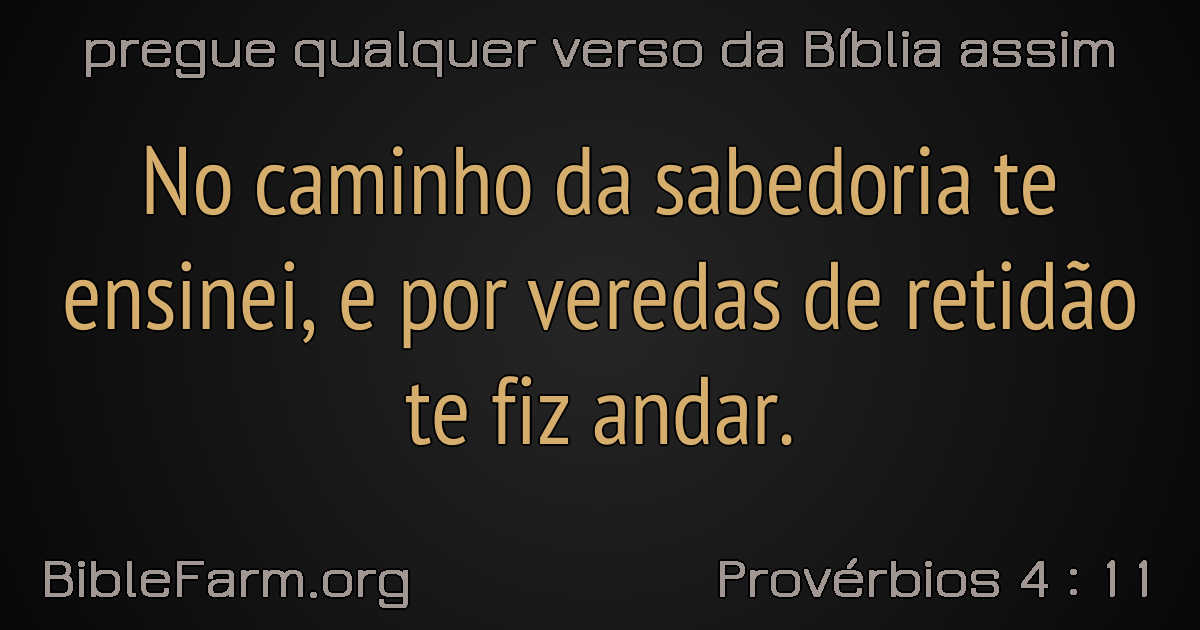 pregue qualquer verso da Bíblia assim
No caminho da sabedoria te
ensinei, e por veredas de retidão
te fiz andar.
BibleFarm.org
Provérbios 4 : 11